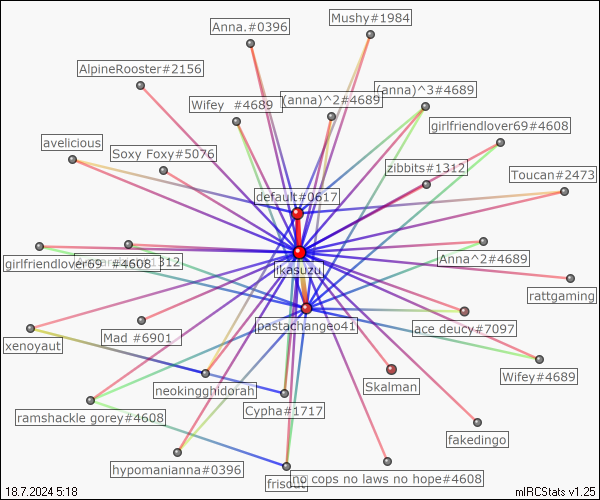 Mushy#1984
Anna.#0396
AlpineRooster#2156
(anna)^3#4689
(anna)^2#4689
Wifey #4689
girlfriendlover69#4608
avelicious
Soxy Foxy#5076
zibbits#1312
Toucan#2473
default#0617
Anna^2#4689
girlfriendlover69 #4608
312
ikasuzu.
rattgaming
pastachangeo41
ace deucy#7097
Mad #6901
xenoyaut
Wifey#4689
Skalman
neokingghidorah
Cypha#1717
ramshackle gorey#4608
fakedingo
hypomanianna#0396
no cops no laws no hope#4608
frisout
18.7.2024 5:18
mIRCStats v1.25